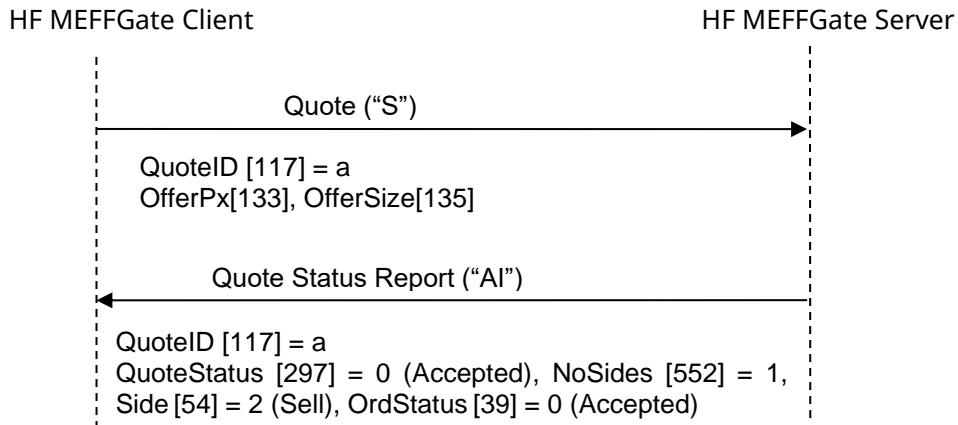 HF MEFFGate Client
HF MEFFGate Server
Quote (“S”)
QuoteID [117] = a
OfferPx[133], OfferSize[135]
Quote Status Report (“AI”)
QuoteID [117] = a
QuoteStatus [297] = 0 (Accepted), NoSides [552] = 1,
Side [54] = 2 (Sell), OrdStatus [39] = 0 (Accepted)